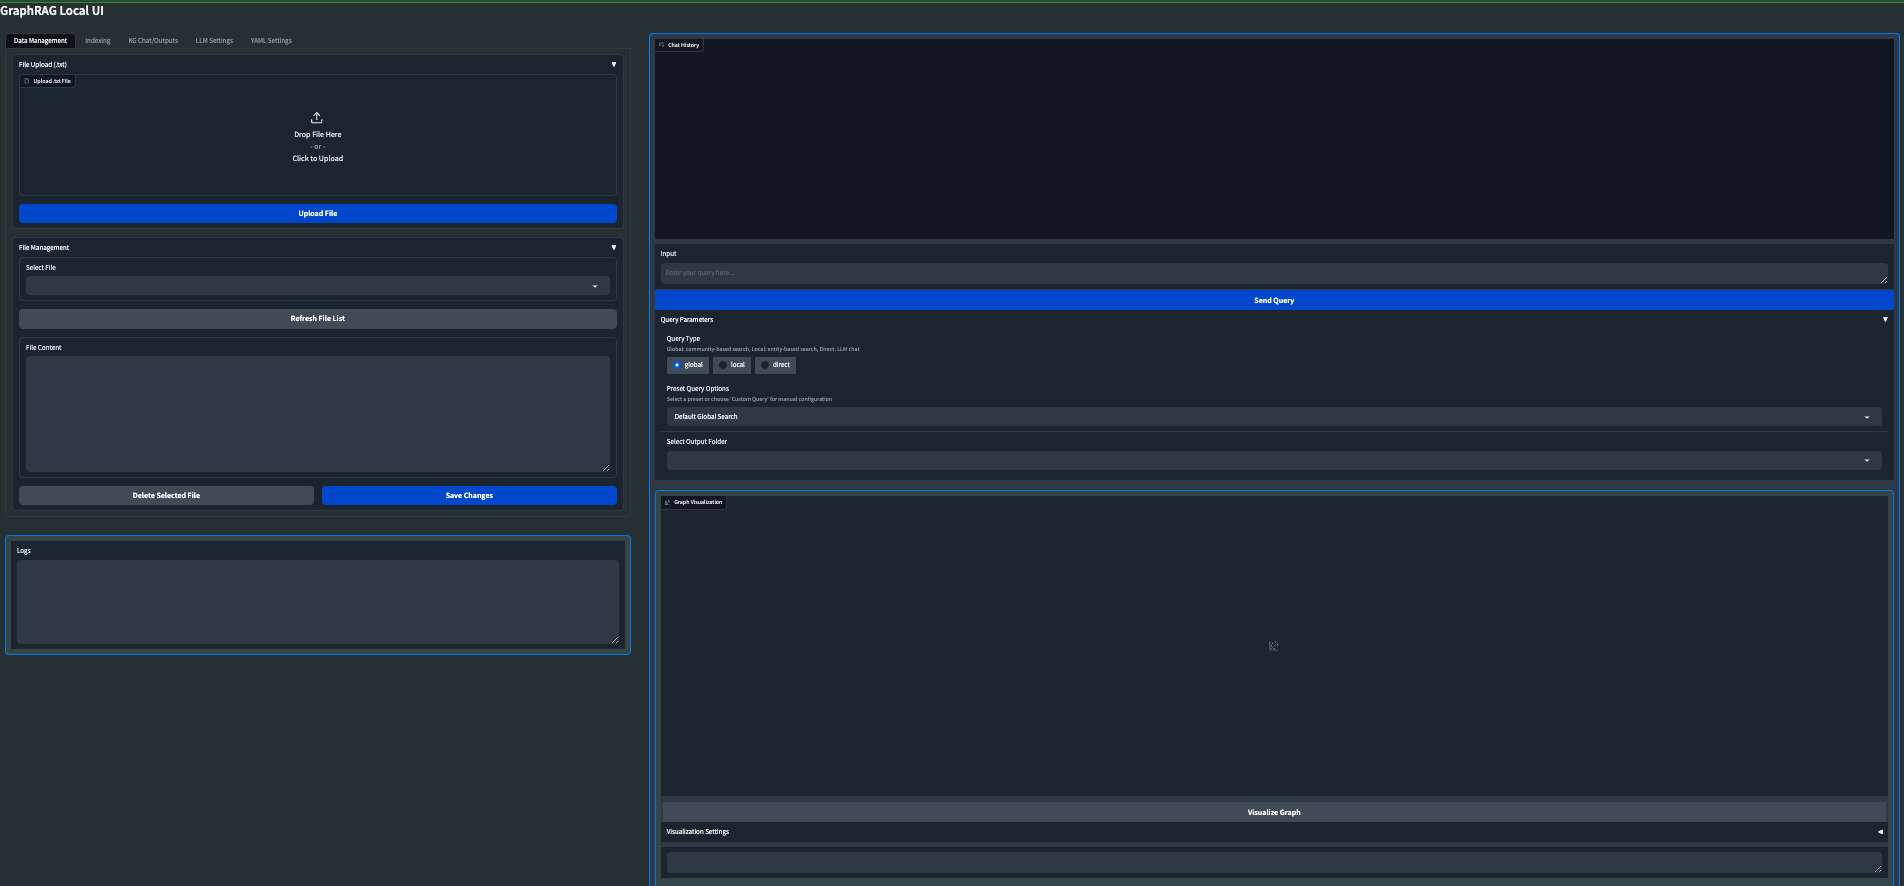 GraphRAG Local UI
Data Management
Indexing
KG Chat/Outputs
LLM Settings
YAML Settings
File Upload (.txt)
Upload .txt File
Drop File Here
- or -
Click to Upload
Upload File
File Management
Select File
Refresh File List
File Content
Delete Selected File
Save Changes
Logs
Chat History
Input
Enter your query here...
Send Query
Query Parameters
Query Type
Global: community-based search, Local: entity-based search, Direct: LLM chat
global
local
direct
Preset Query Options
Select a preset or choose 'Custom Query' for manual configuration
Default Global Search
Select Output Folder
Graph Visualization
Visualize Graph
Visualization Settings